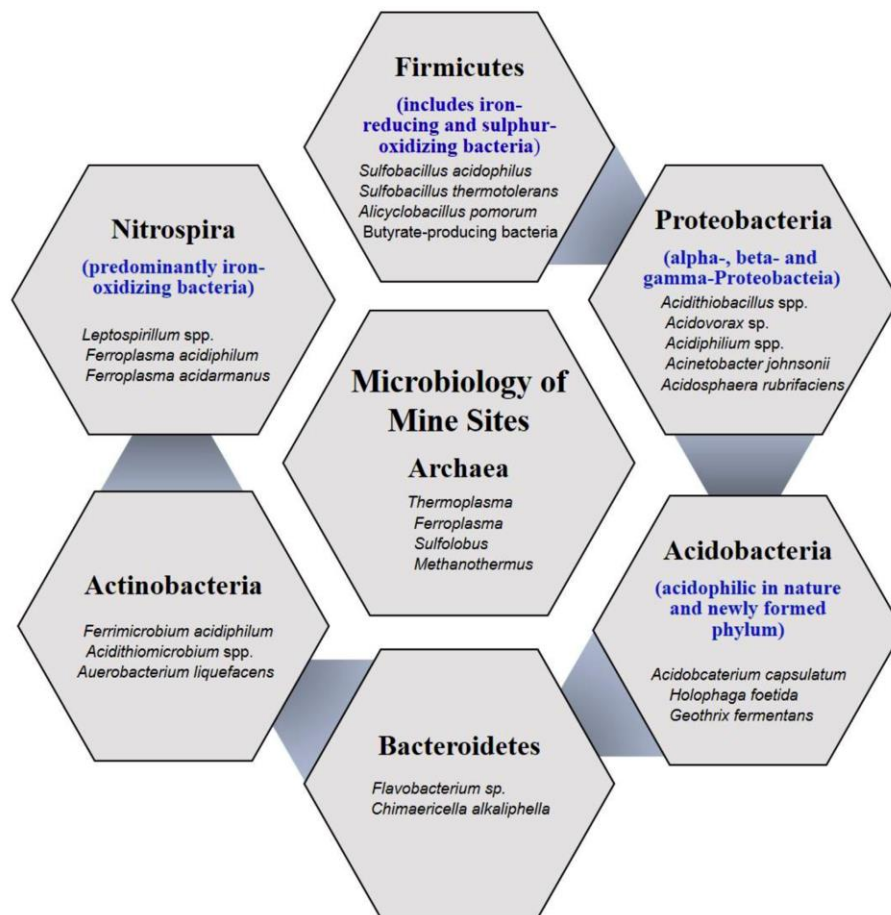 Firmicutes
(includes iron-
reducing and sulphur-
oxidizing bacteria)
Sulfobacillus acidophilus
Sulfobacillus thermotolerans
Alicyclobacillus pomorum
Butyrate-producing bacteria
Nitrospira
(predominantly iron-
oxidizing bacteria)
Leptospirillum spp.
Ferroplasma acidiphilum
Ferroplasma acidarmanus
Proteobacteria
(alpha-, beta- and
gamma-Proteobacteia)
Acidithiobacillus spp.
Acidovorax sp.
Acidiphilium spp.
Acinetobacter johnsonii
Acidosphaera rubrifaciens
Microbiology of
Mine Sites
Archaea
Thermoplasma
Ferroplasma
Sulfolobus
Methanothermus
Actinobacteria
Ferrimicrobium acidiphilum
Acidithiomicrobium spp.
Auerobacterium liquefacens
Acidobacteria
(acidophilic in nature
and newly formed
phylum)
Acidobcaterium capsulatum
Holophaga foetida
Geothrix fermentans
Bacteroidetes
Flavobacterium sp.
Chimaericella alkaliphella